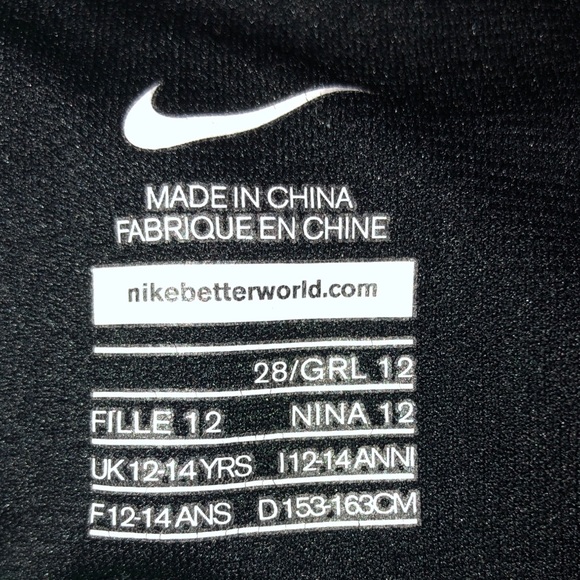 MADE IN CHINA
FABRIQUE EN CHINE
nikebetterworld.com
28/GRL 12
FILLE 12 NINA 12
UK 12-14 YRS I 12-14 ANNI
F 12-14 ANS D 153-163CM